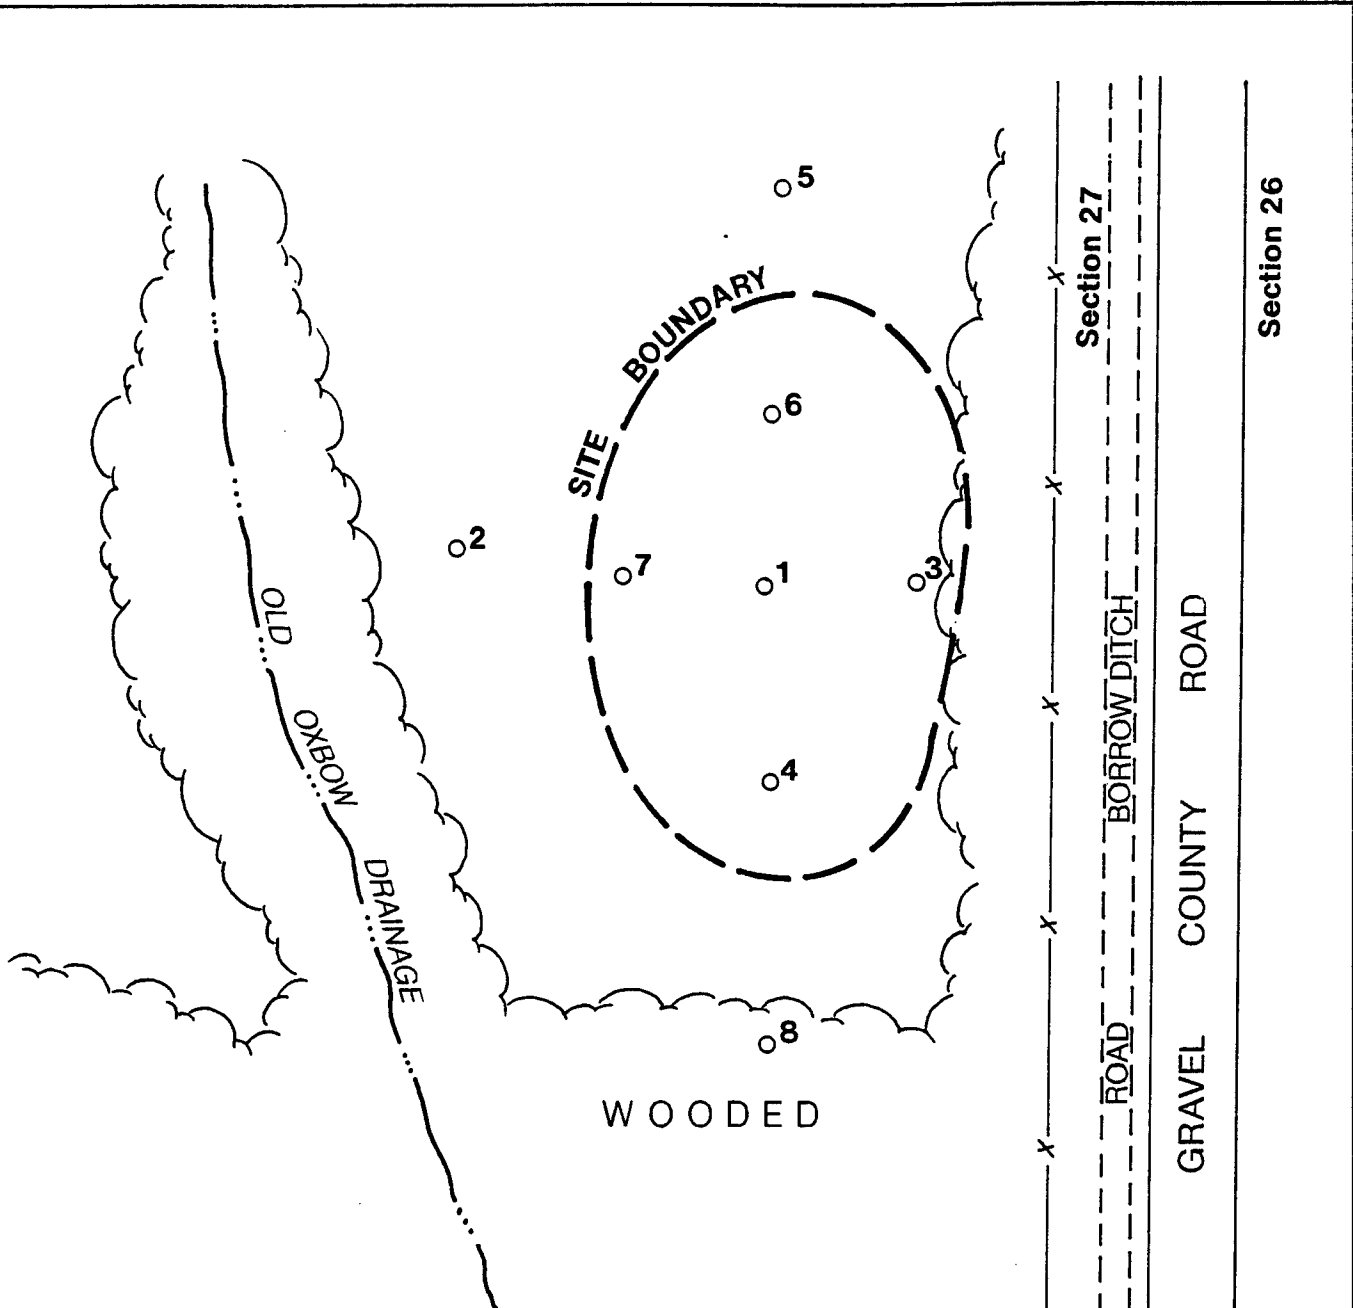 5
Section 27
Section 26
SITE BOUNDARY
6
2
7
1
3
OLD OXBOW DRAINAGE
4
ROAD BORROW DITCH
GRAVEL COUNTY ROAD
8
WOODED